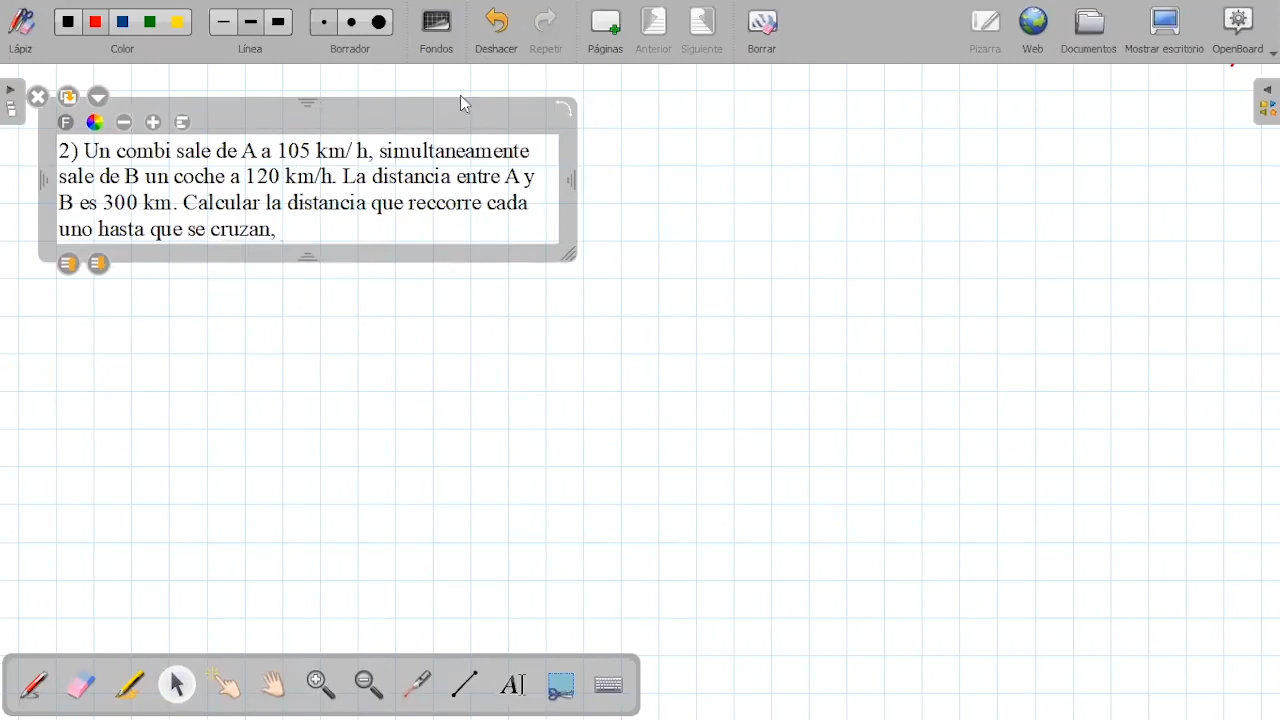 Lápiz
Color
Línea
Borrador
Fondos
Deshacer
Repetir
Páginas
Anterior
Siguiente
Borrar
Pizarra
Web
Documentos
Mostrar escritorio
OpenBoard
F
2) Un combi sale de A a 105 km/ h, simultaneamente
sale de B un coche a 120 km/h. La distancia entre A y
B es 300 km. Calcular la distancia que reccorre cada
uno hasta que se cruzan,
AI